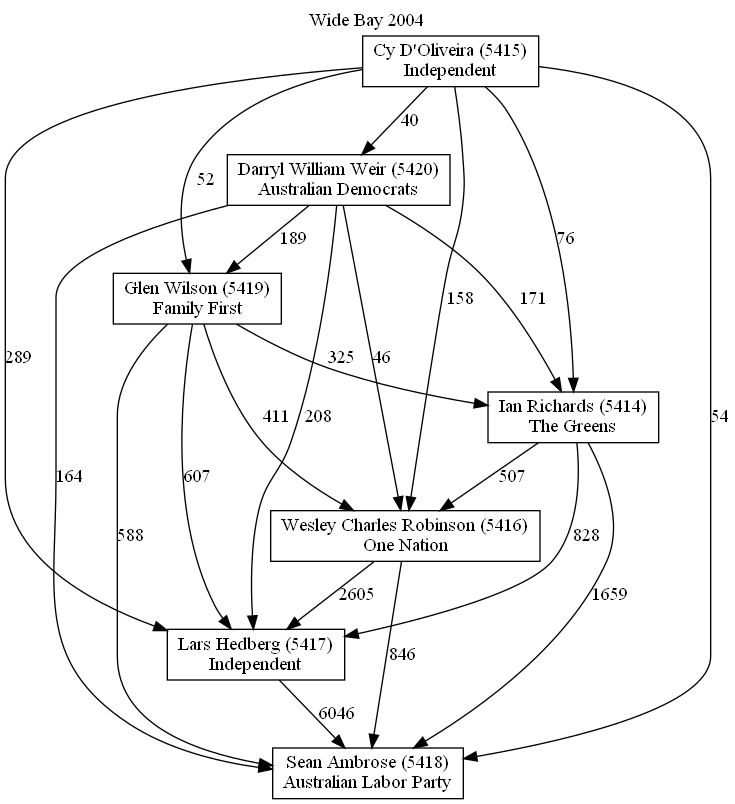 Wide Bay 2004
Cy D'Oliveira (5415)
Independent
40
Darryl William Weir (5420)
Australian Democrats
52
189
76
Glen Wilson (5419)
Family First
158
171
289
325
46
Ian Richards (5414)
The Greens
411
208
54
164
607
507
Wesley Charles Robinson (5416)
One Nation
588
828
2605
1659
Lars Hedberg (5417)
Independent
846
6046
Sean Ambrose (5418)
Australian Labor Party